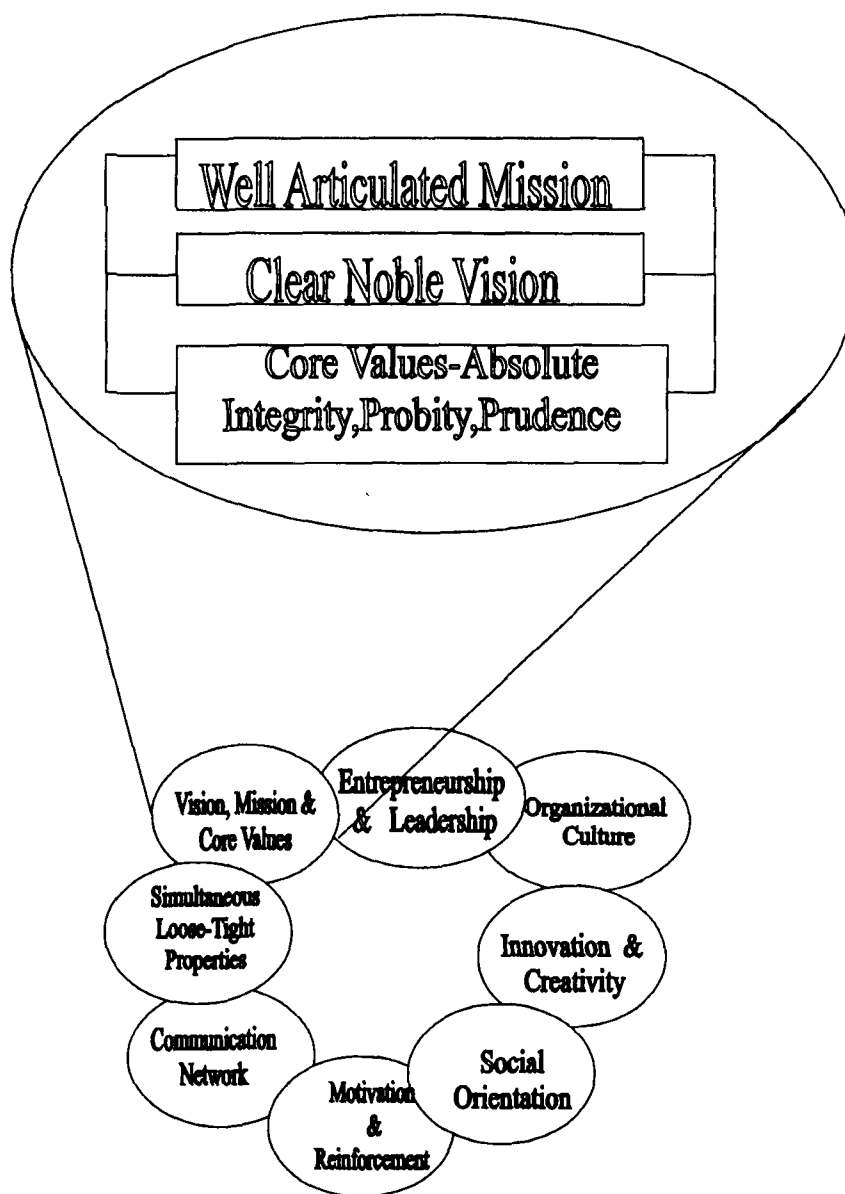 Well Articulated Mission
Clear Noble Vision
Core Values-Absolute
Integrity,Probity,Prudence
Vision, Mission &
Core Values
Entrepreneurship
& Leadership
Organizational
Culture
Simultaneous
Loose-Tight
Properties
Innovation &
Creativity
Communication
Network
Social
Orientation
Motivation
&
Reinforcement